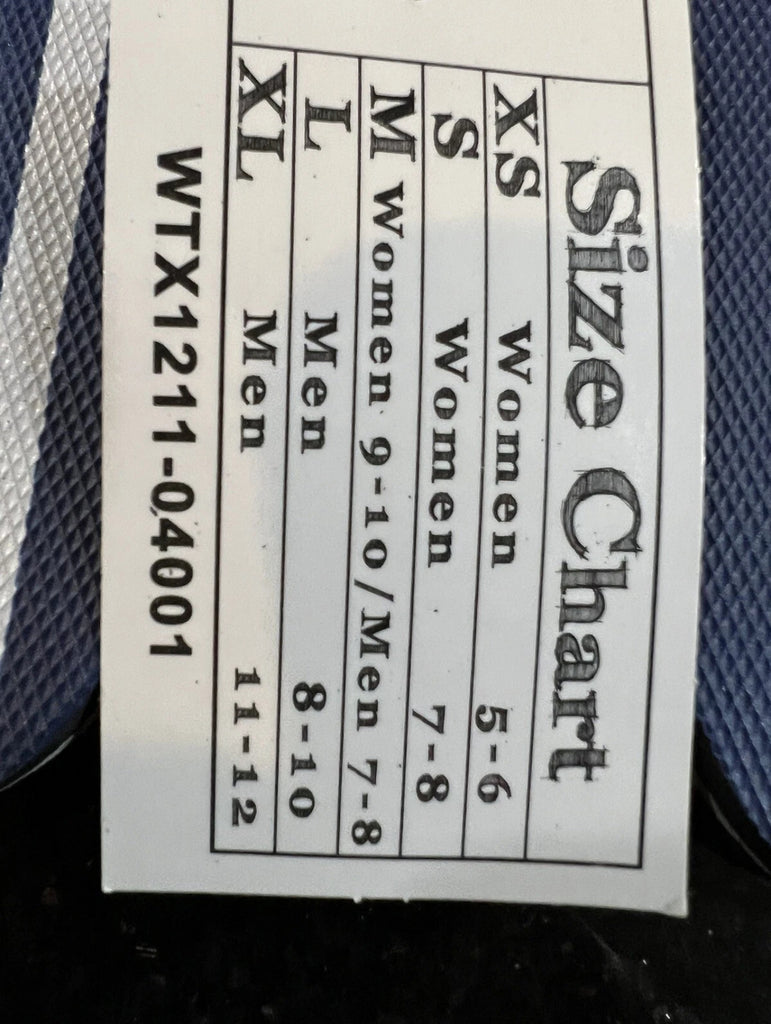 Size Chart
XS Women 5-6
S Women 7-8
M Women 9-10/Men 7-8
L Men 8-10
XL Men 11-12
WTX1211-04001